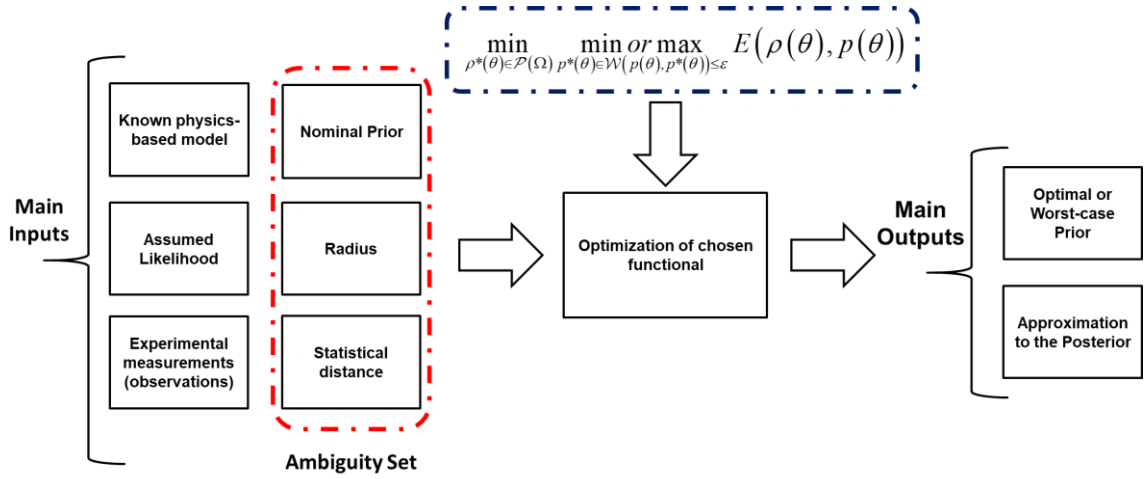 min min or max E(ρ(θ), p(θ))
ρ*(θ)∈𝒫(Ω) p*(θ)∈𝒲(p(θ), p*(θ))≤ε
Main
Inputs
Known physics-
based model
Assumed
Likelihood
Experimental
measurements
(observations)
Nominal Prior
Radius
Statistical
distance
Ambiguity Set
Optimization of chosen
functional
Main
Outputs
Optimal or
Worst-case
Prior
Approximation
to the Posterior